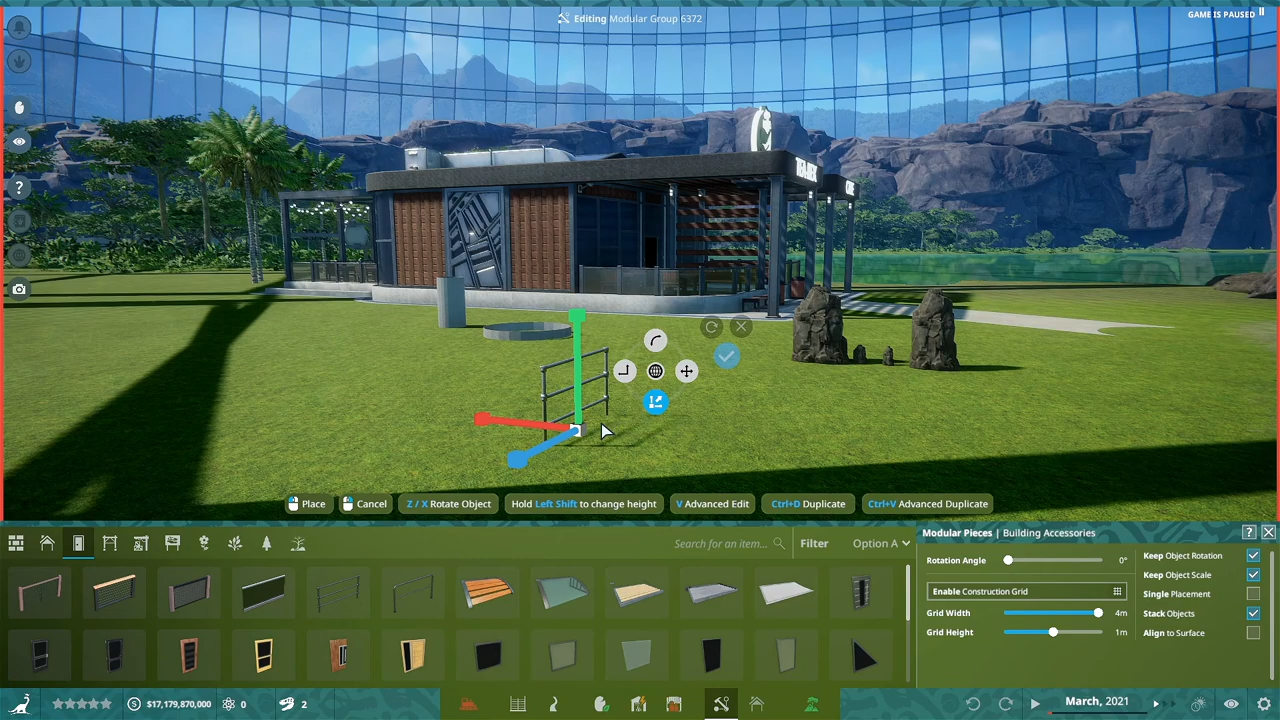 Editing Modular Group 6372
GAME IS PAUSED
Place
Cancel
Z / X Rotate Object
Hold Left Shift to change height
V Advanced Edit
Ctrl+D Duplicate
Ctrl+V Advanced Duplicate
Search for an item...
Filter
Option A
Modular Pieces | Building Accessories
?
Rotation Angle
0°
Enable Construction Grid
Grid Width
4m
Grid Height
1m
Keep Object Rotation
Keep Object Scale
Single Placement
Stack Objects
Align to Surface
$17,179,870,000
0
2
March, 2021